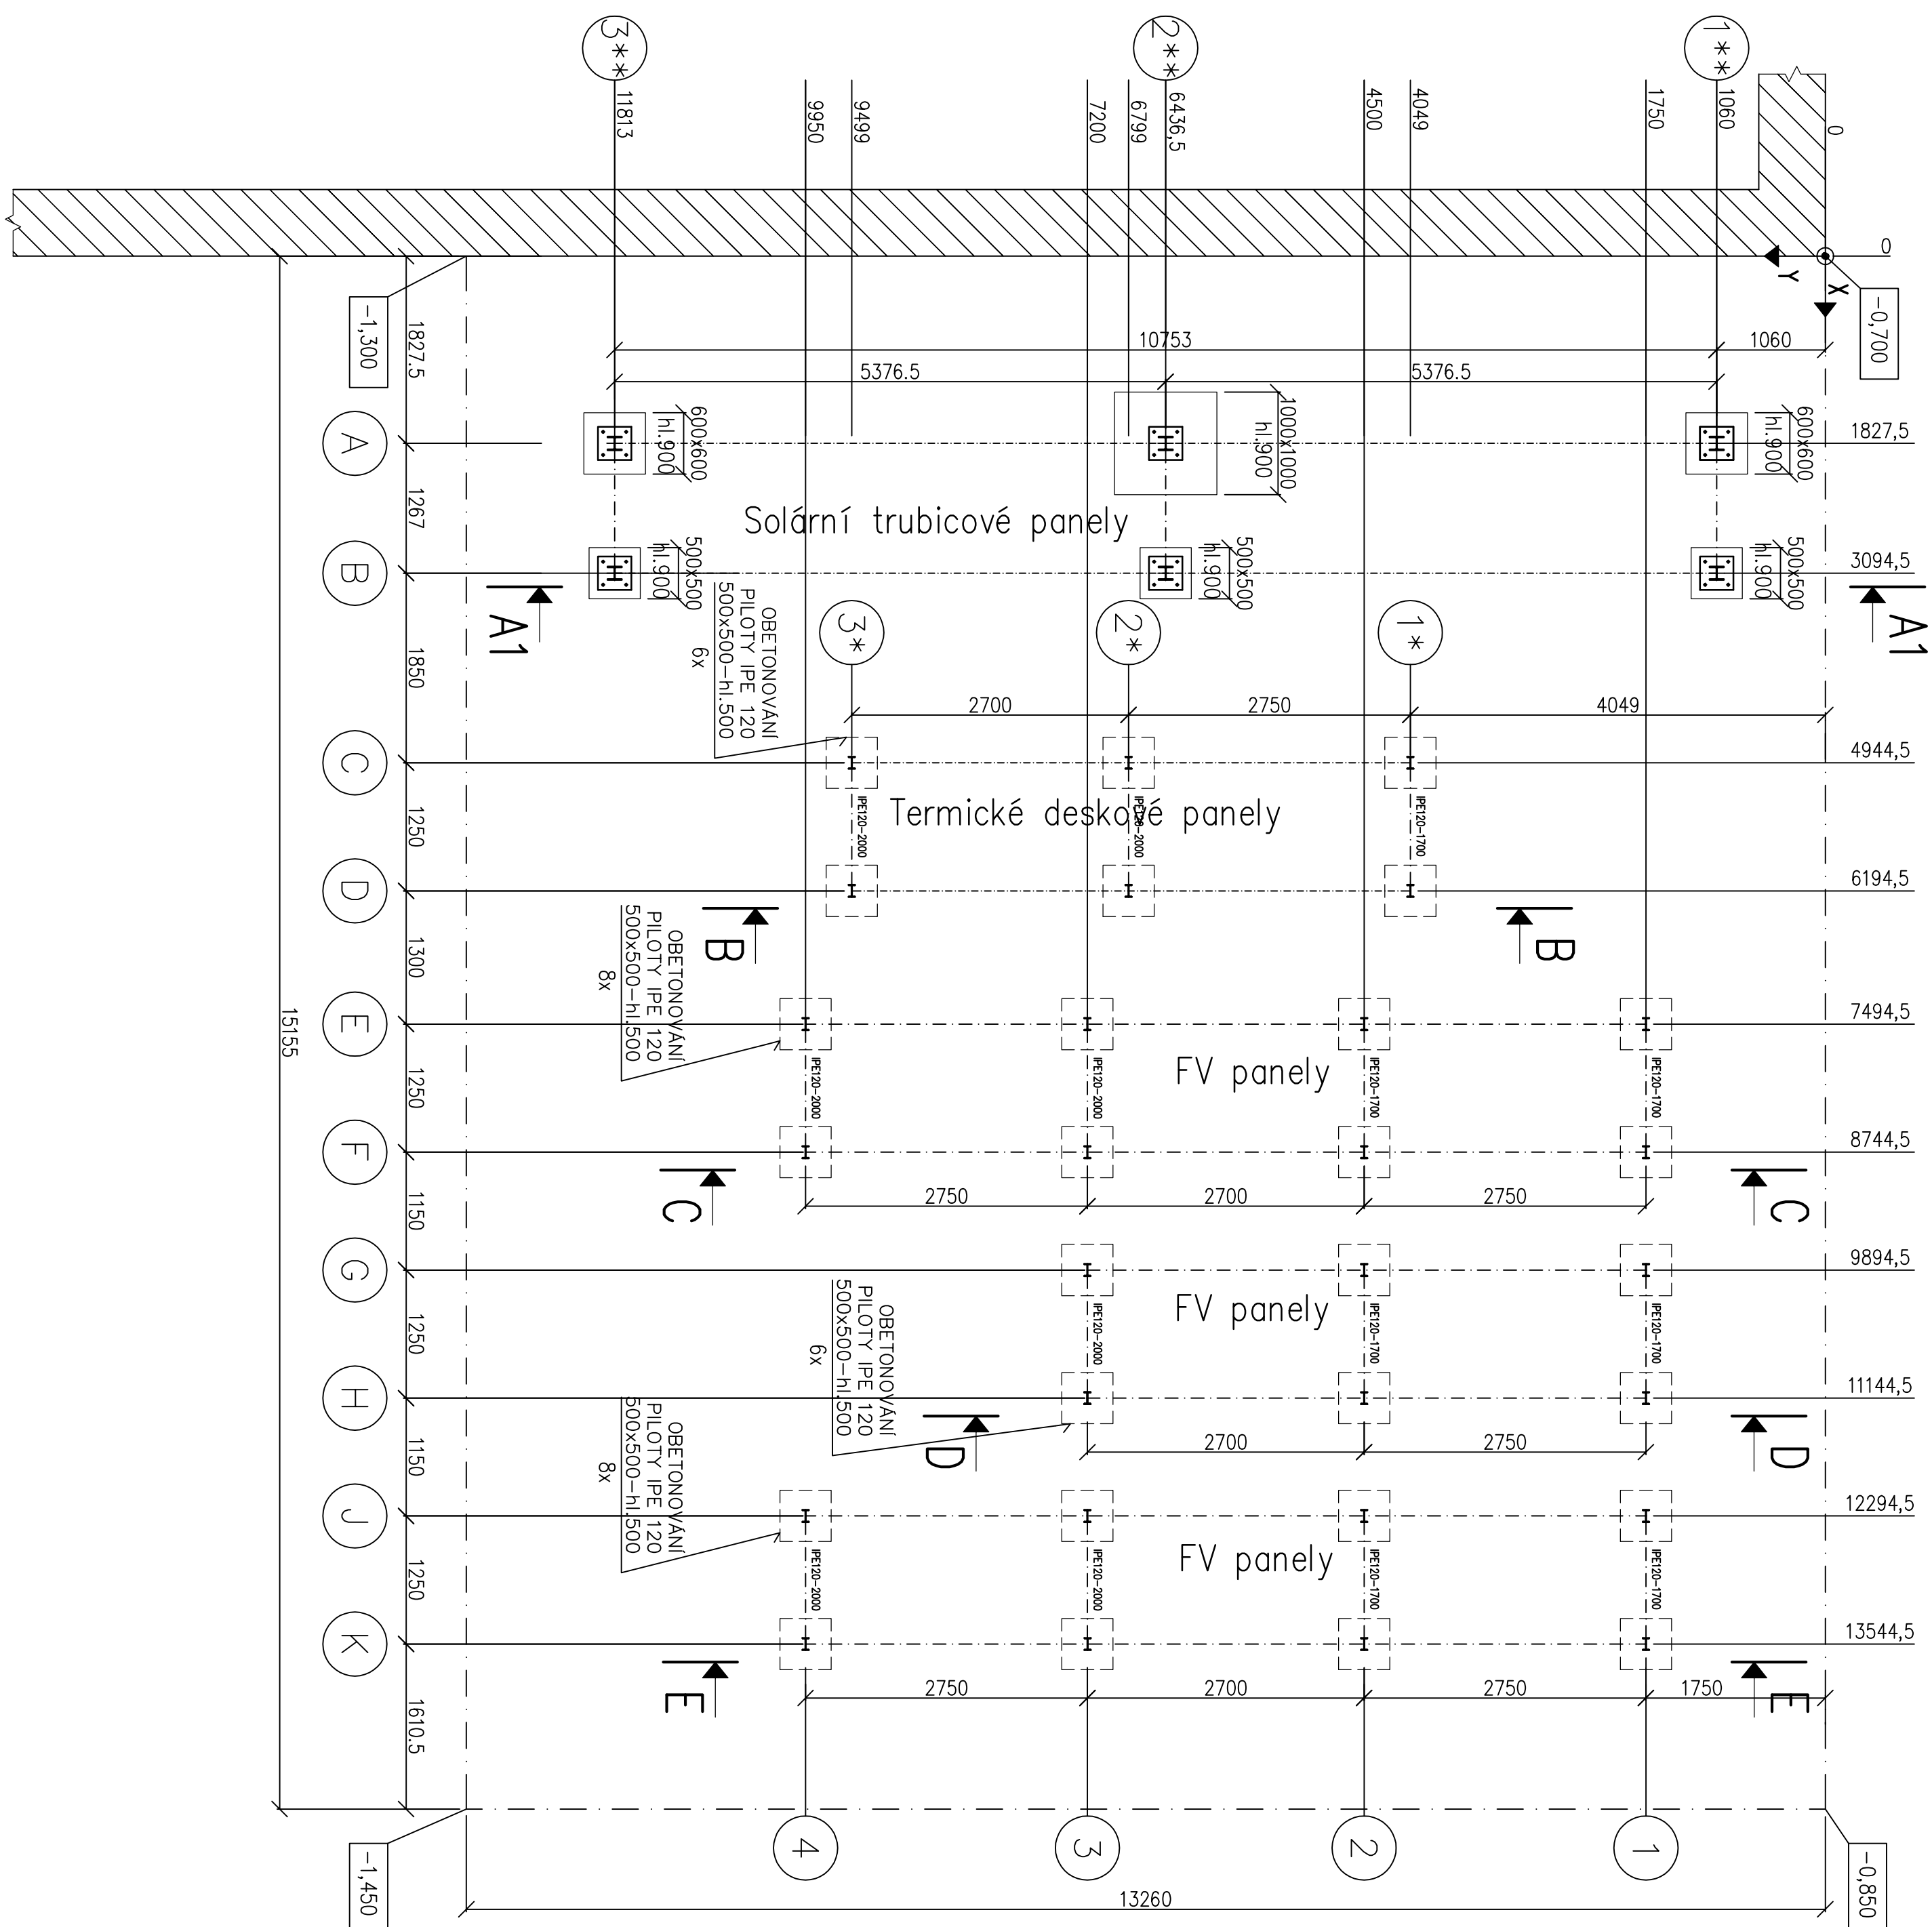 3**
2**
1**
11813
9950
9499
7200
6799
6436,5
4500
4049
1750
1060
0
0
Y
X
-0,700
-1,300
10753
1060
5376.5
5376.5
1827.5
A
600x600
hl.900
1000x1000
hl.900
600x600
hl.900
1827,5
1267
Solární trubicové panely
B
500x500
hl.900
500x500
hl.900
500x500
hl.900
3094,5
A1
A1
1850
OBETONOVÁNÍ
PILOTY IPE 120
500x500-hl.500
6x
3*
2*
1*
2700
2750
4049
C
4944,5
1250
IPE120-2000
IPE120-2000
IPE120-1700
Termické deskové panely
D
6194,5
B
B
1300
OBETONOVÁNÍ
PILOTY IPE 120
500x500-hl.500
8x
15155
E
7494,5
1250
IPE120-2000
IPE120-2000
IPE120-1700
IPE120-1700
FV panely
F
8744,5
C
C
2750
2700
2750
1150
G
9894,5
1250
OBETONOVÁNÍ
PILOTY IPE 120
500x500-hl.500
6x
IPE120-2000
IPE120-1700
IPE120-1700
FV panely
H
11144,5
D
D
2700
2750
1150
OBETONOVÁNÍ
PILOTY IPE 120
500x500-hl.500
8x
J
12294,5
1250
IPE120-2000
IPE120-2000
IPE120-1700
IPE120-1700
FV panely
K
13544,5
E
E
2750
2700
2750
1750
1610.5
4
3
2
1
-1,450
-0,850
13260